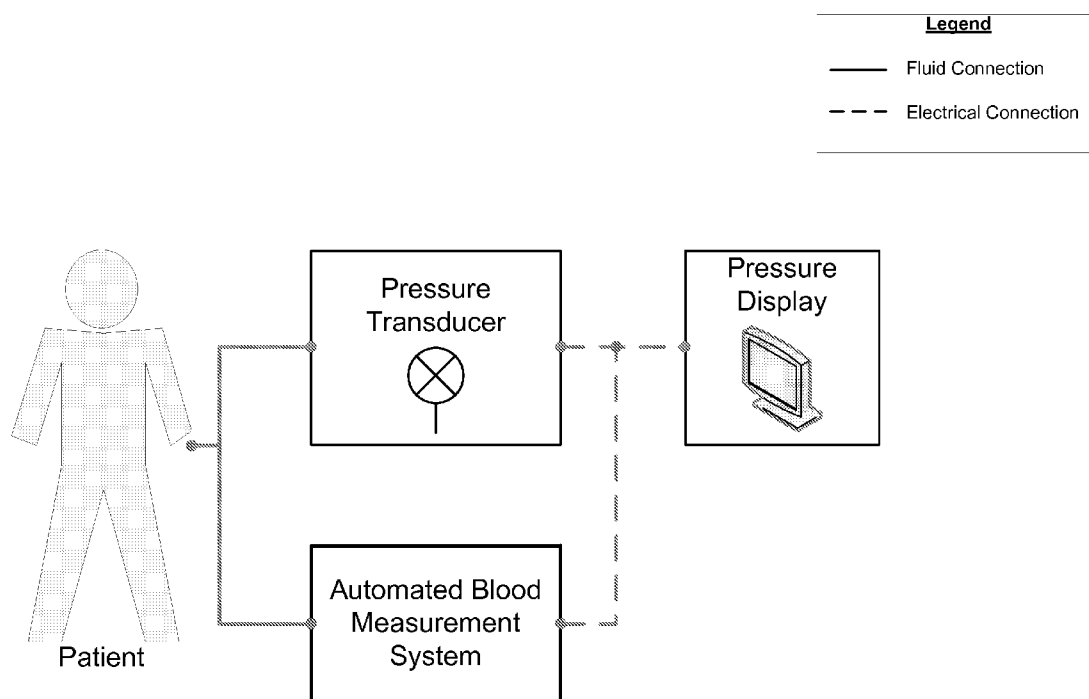 Legend
Fluid Connection
Electrical Connection
Pressure
Transducer
Pressure
Display
Automated Blood
Measurement
System
Patient